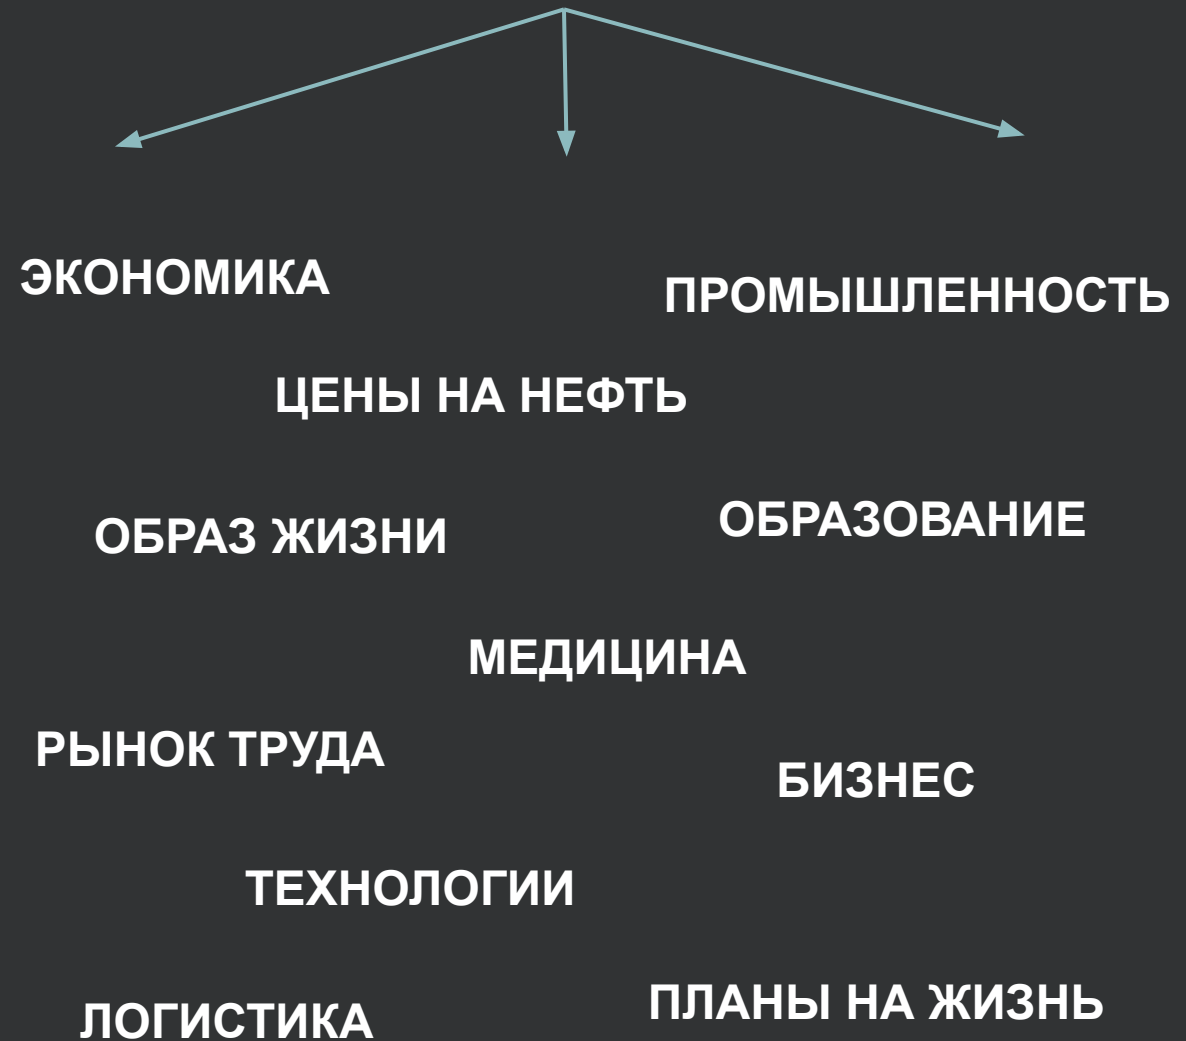 ЭКОНОМИКА
ПРОМЫШЛЕННОСТЬ
ЦЕНЫ НА НЕФТЬ
ОБРАЗ ЖИЗНИ
ОБРАЗОВАНИЕ
МЕДИЦИНА
РЫНОК ТРУДА
БИЗНЕС
ТЕХНОЛОГИИ
ЛОГИСТИКА
ПЛАНЫ НА ЖИЗНЬ